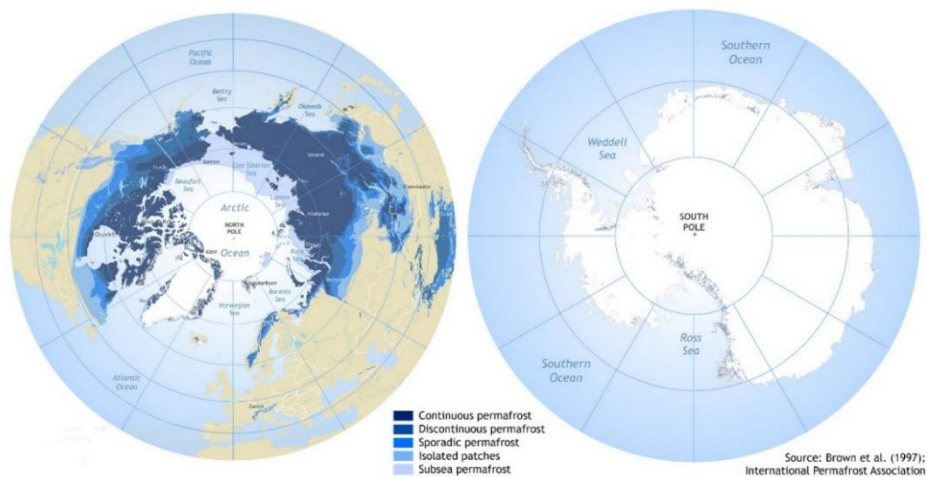 Pacific
Ocean
Bering
Sea
Okhotsk
Sea
East Siberian
Sea
Beaufort
Sea
Laptev
Sea
Arctic
NORTH
POLE
Ocean
Kara
Sea
Barents
Sea
Norwegian
Sea
Atlantic
Ocean
Zurich
Continuous permafrost
Discontinuous permafrost
Sporadic permafrost
Isolated patches
Subsea permafrost
Southern
Ocean
Weddell
Sea
SOUTH
POLE
Ross
Sea
Southern
Ocean
Source: Brown et al. (1997);
International Permafrost Association